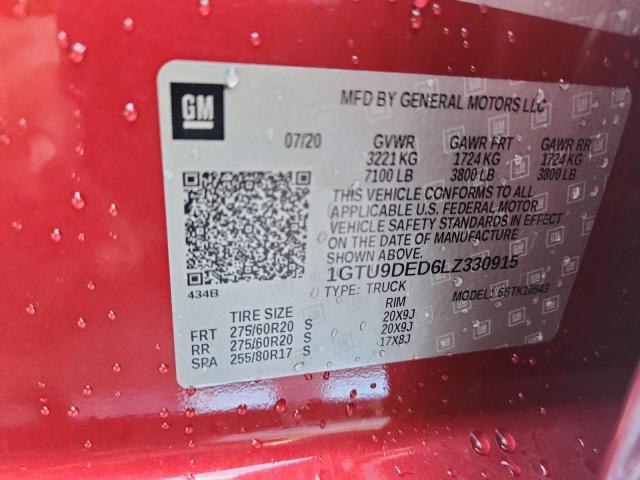 GM
MFD BY GENERAL MOTORS LLC
07/20 GVWR GAWR FRT GAWR RR
3221 KG 1724 KG 1724 KG
7100 LB 3800 LB 3800 LB
THIS VEHICLE CONFORMS TO ALL
APPLICABLE U.S. FEDERAL MOTOR
VEHICLE SAFETY STANDARDS IN EFFECT
ON THE DATE OF MANUFACTURE
SHOWN ABOVE.
1GTU9DED6LZ330915
434B
TYPE: TRUCK MODEL:
TIRE SIZE RIM
FRT 275/60R20 S 20X9J
RR 275/60R20 S 20X9J
SPA 255/80R17 S 17X8J